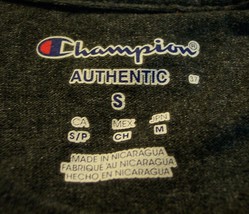 Champion
AUTHENTIC
S
CA MEX JPN
S/P CH M
MADE IN NICARAGUA
FABRIQUE AU NICARAGUA
HECHO EN NICARAGUA